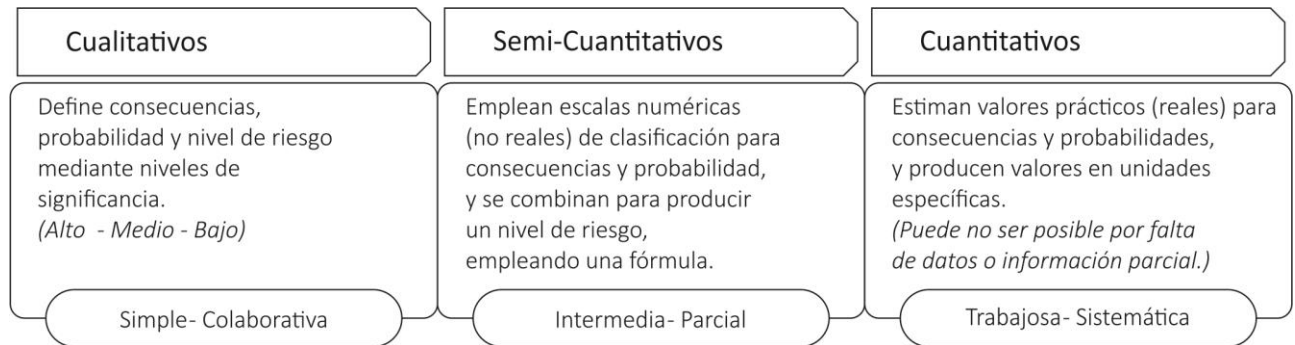 Cualitativos
Define consecuencias,
probabilidad y nivel de riesgo
mediante niveles de
significancia.
(Alto - Medio - Bajo)
Simple- Colaborativa
Semi-Cuantitativos
Emplean escalas numéricas
(no reales) de clasificación para
consecuencias y probabilidad,
y se combinan para producir
un nivel de riesgo,
empleando una fórmula.
Intermedia- Parcial
Cuantitativos
Estiman valores prácticos (reales) para
consecuencias y probabilidades,
y producen valores en unidades
específicas.
(Puede no ser posible por falta
de datos o información parcial.)
Trabajosa- Sistemática